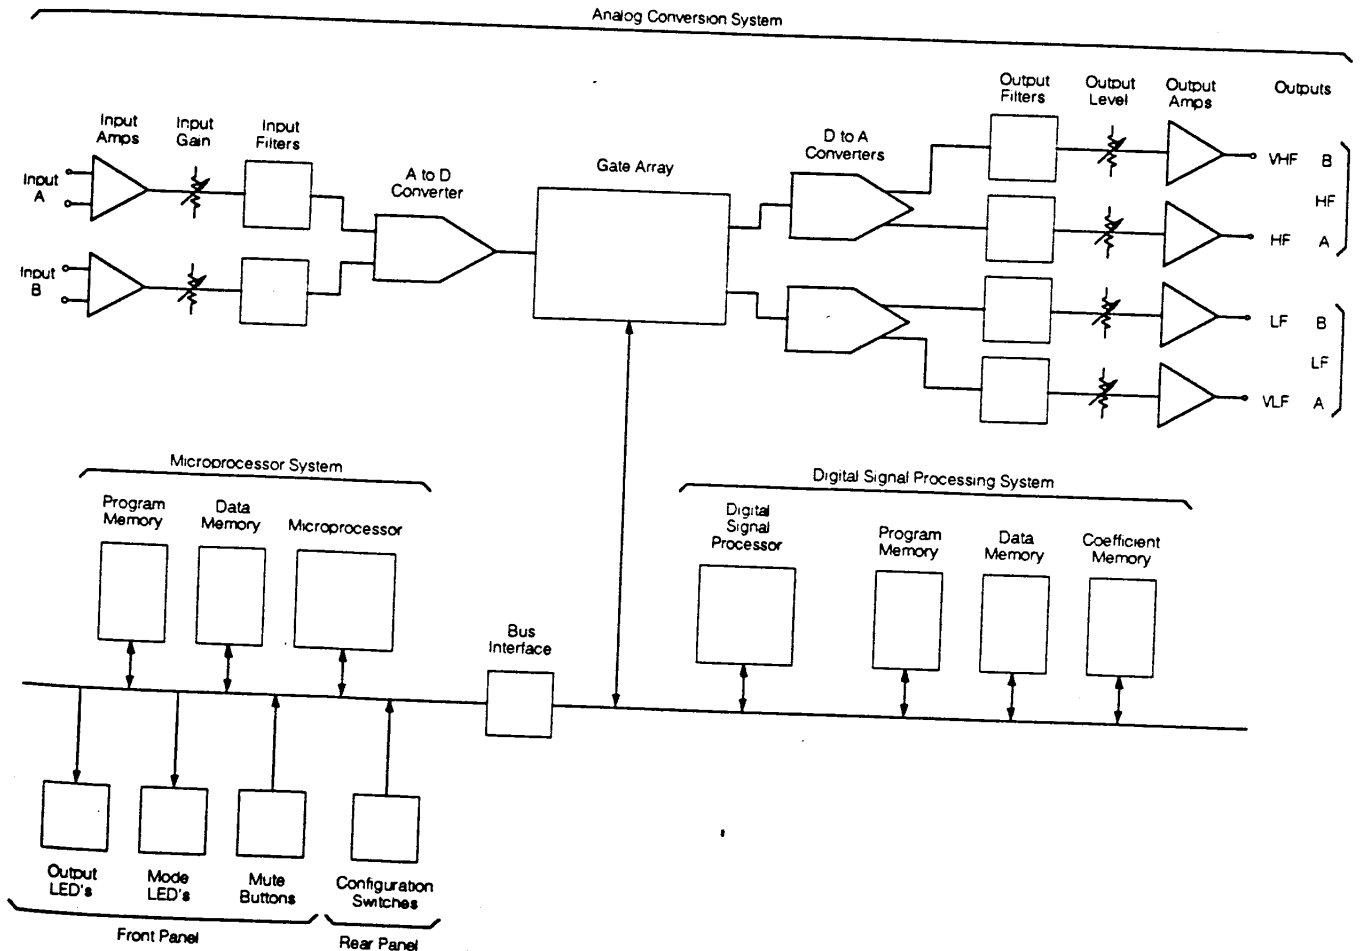 Analog Conversion System
Output
Filters
Output
Level
Output
Amps
Outputs
Input
Amps
Input
Gain
Input
Filters
A to D
Converter
Gate Array
D to A
Converters
Input
A
Input
B
VHF B
HF
HF A
LF B
LF
VLF A
Microprocessor System
Program
Memory
Data
Memory
Microprocessor
Bus
Interface
Digital Signal Processing System
Digital
Signal
Processor
Program
Memory
Data
Memory
Coefficient
Memory
Output
LED's
Mode
LED's
Mute
Buttons
Configuration
Switches
Front Panel
Rear Panel